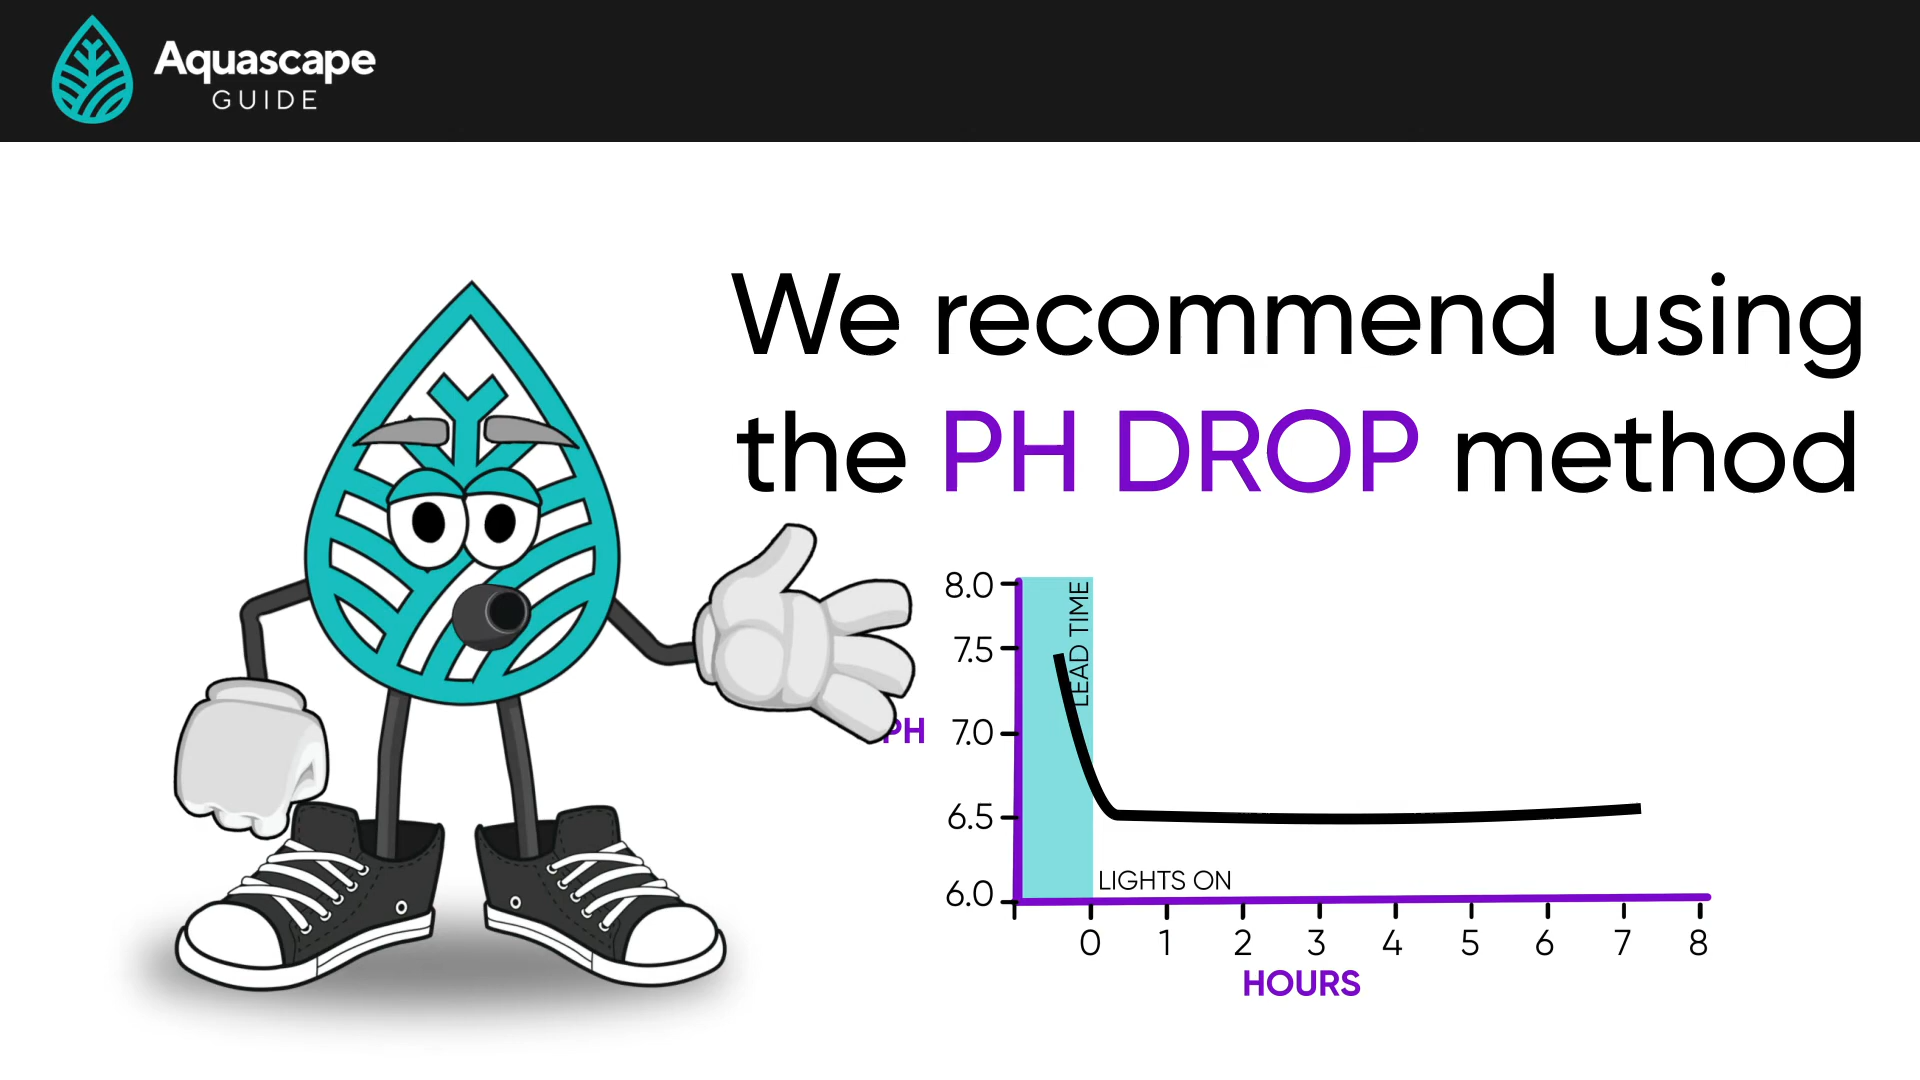 Aquascape
GUIDE
We recommend using
the PH DROP method
8.0
7.5
7.0
6.5
6.0
PH
LEAD TIME
LIGHTS ON
0 1 2 3 4 5 6 7 8
HOURS